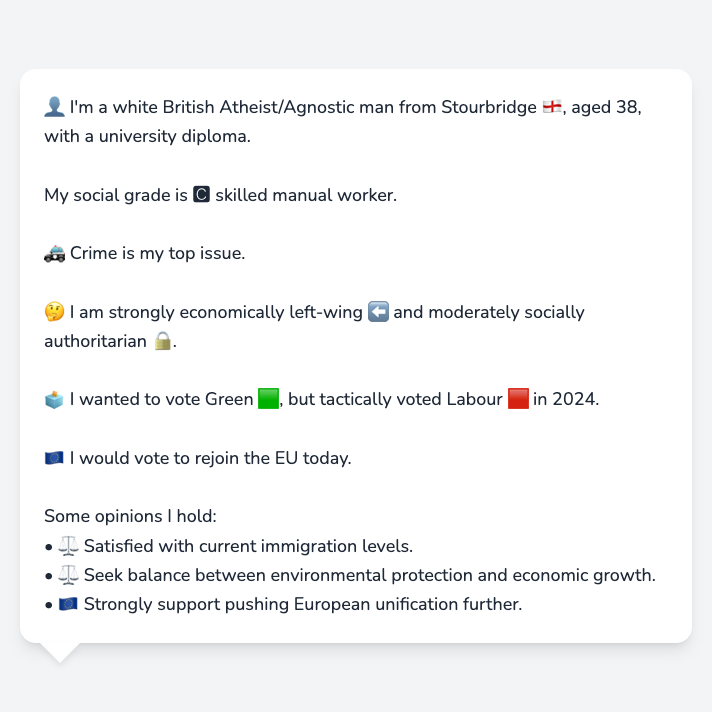 👤 I'm a white British Atheist/Agnostic man from Stourbridge 🏴󠁧󠁢󠁥󠁮󠁧󠁿, aged 38,
with a university diploma.
My social grade is 🅲 skilled manual worker.
🚓 Crime is my top issue.
🤔 I am strongly economically left-wing ⬅️ and moderately socially
authoritarian 🔒.
🗳️ I wanted to vote Green 🟩, but tactically voted Labour 🟥 in 2024.
🇪🇺 I would vote to rejoin the EU today.
Some opinions I hold:
• ⚖️ Satisfied with current immigration levels.
• ⚖️ Seek balance between environmental protection and economic growth.
• 🇪🇺 Strongly support pushing European unification further.